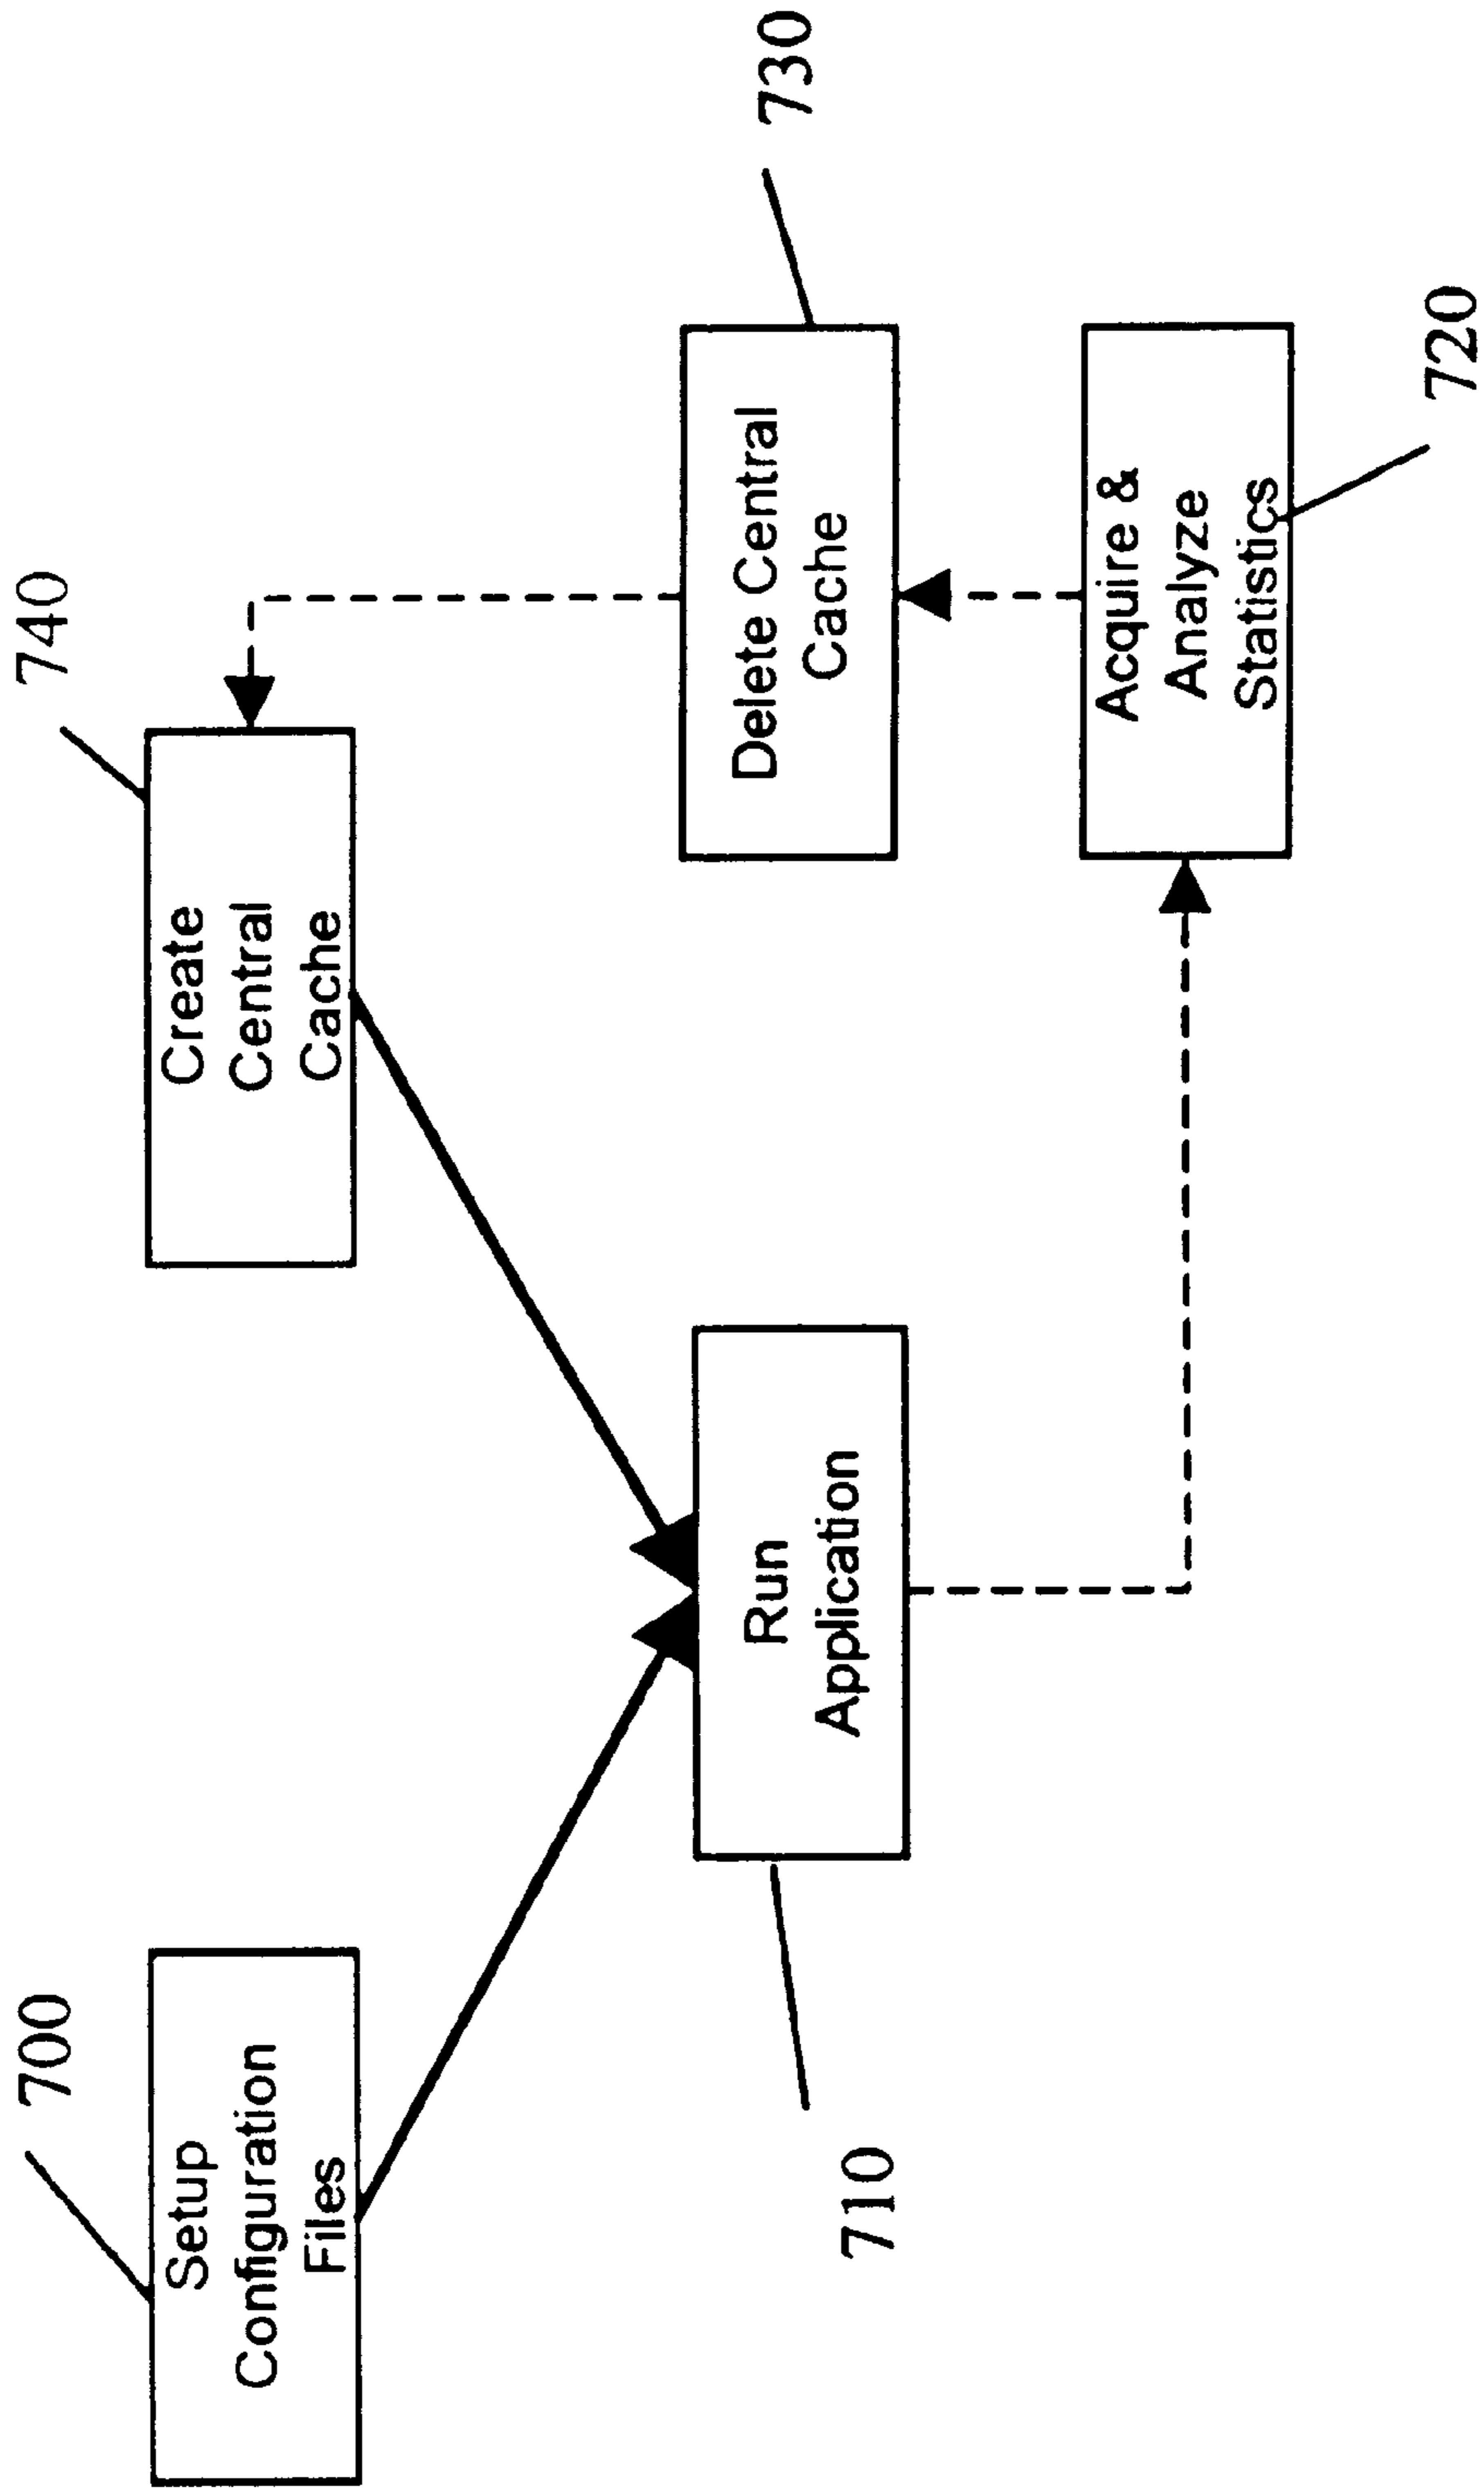 700
Setup
Configuration
Files
740
Create
Central
Cache
710
Run
Application
730
Delete Central
Cache
720
Acquire &
Analyze
Statistics